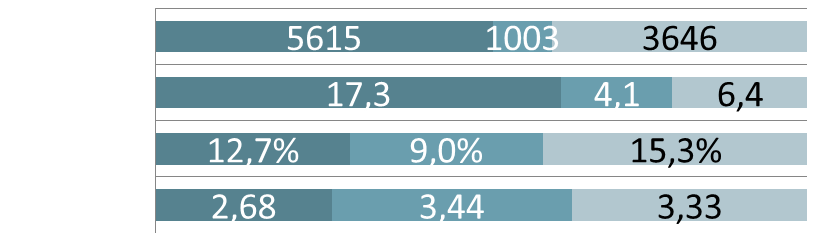 5615 1003 3646
17,3 4,1 6,4
12,7% 9,0% 15,3%
2,68 3,44 3,33